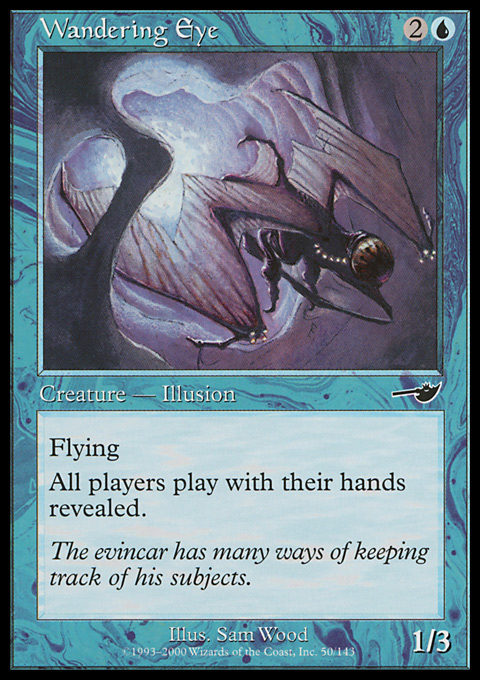 Wandering Eye 2
Creature — Illusion
Flying
All players play with their hands
revealed.
The evincar has many ways of keeping
track of his subjects.
Illus. Sam Wood
©1993–2000 Wizards of the Coast, Inc. 50/143
1/3